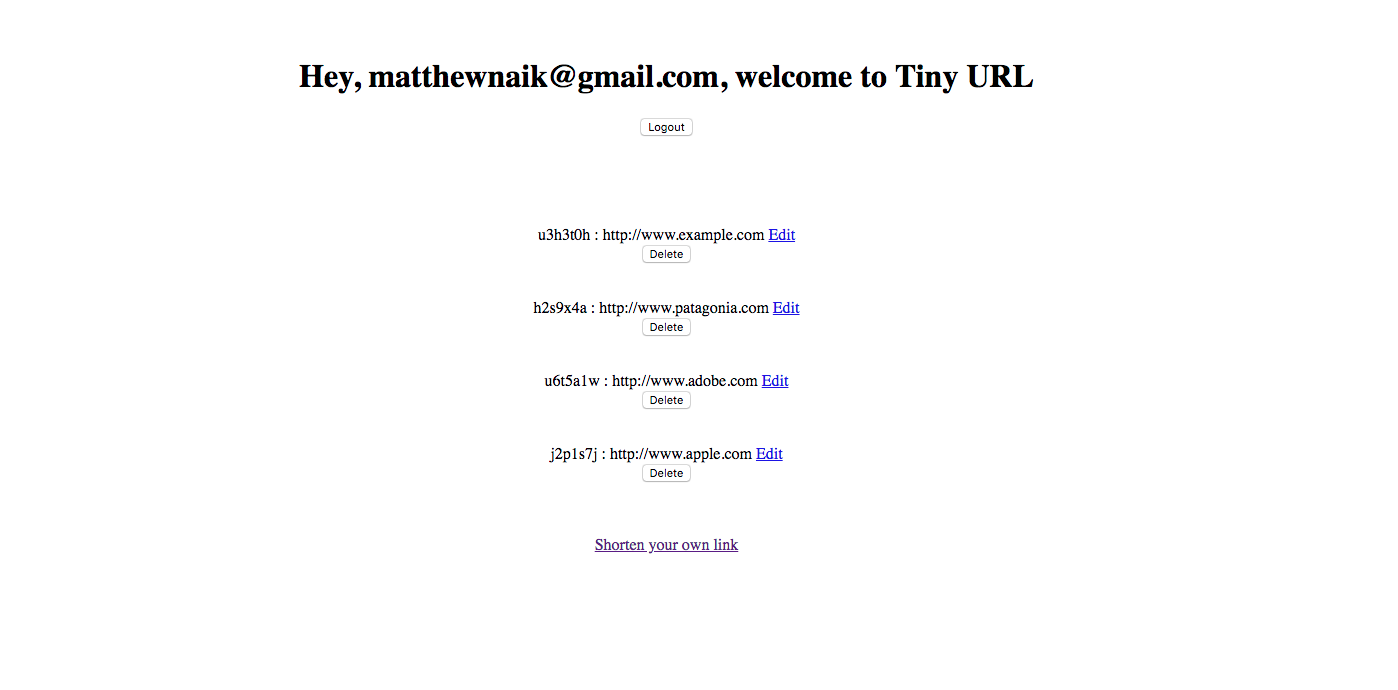 Hey, matthewnaik@gmail.com, welcome to Tiny URL
Logout
u3h3t0h : http://www.example.com Edit
Delete
h2s9x4a : http://www.patagonia.com Edit
Delete
u6t5a1w : http://www.adobe.com Edit
Delete
j2p1s7j : http://www.apple.com Edit
Delete
Shorten your own link